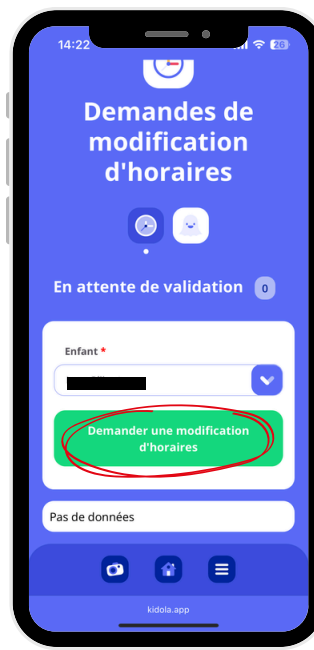 14:22
26
Demandes de
modification
d'horaires
En attente de validation 0
Enfant *
Demander une modification
d'horaires
Pas de données
kidola.app